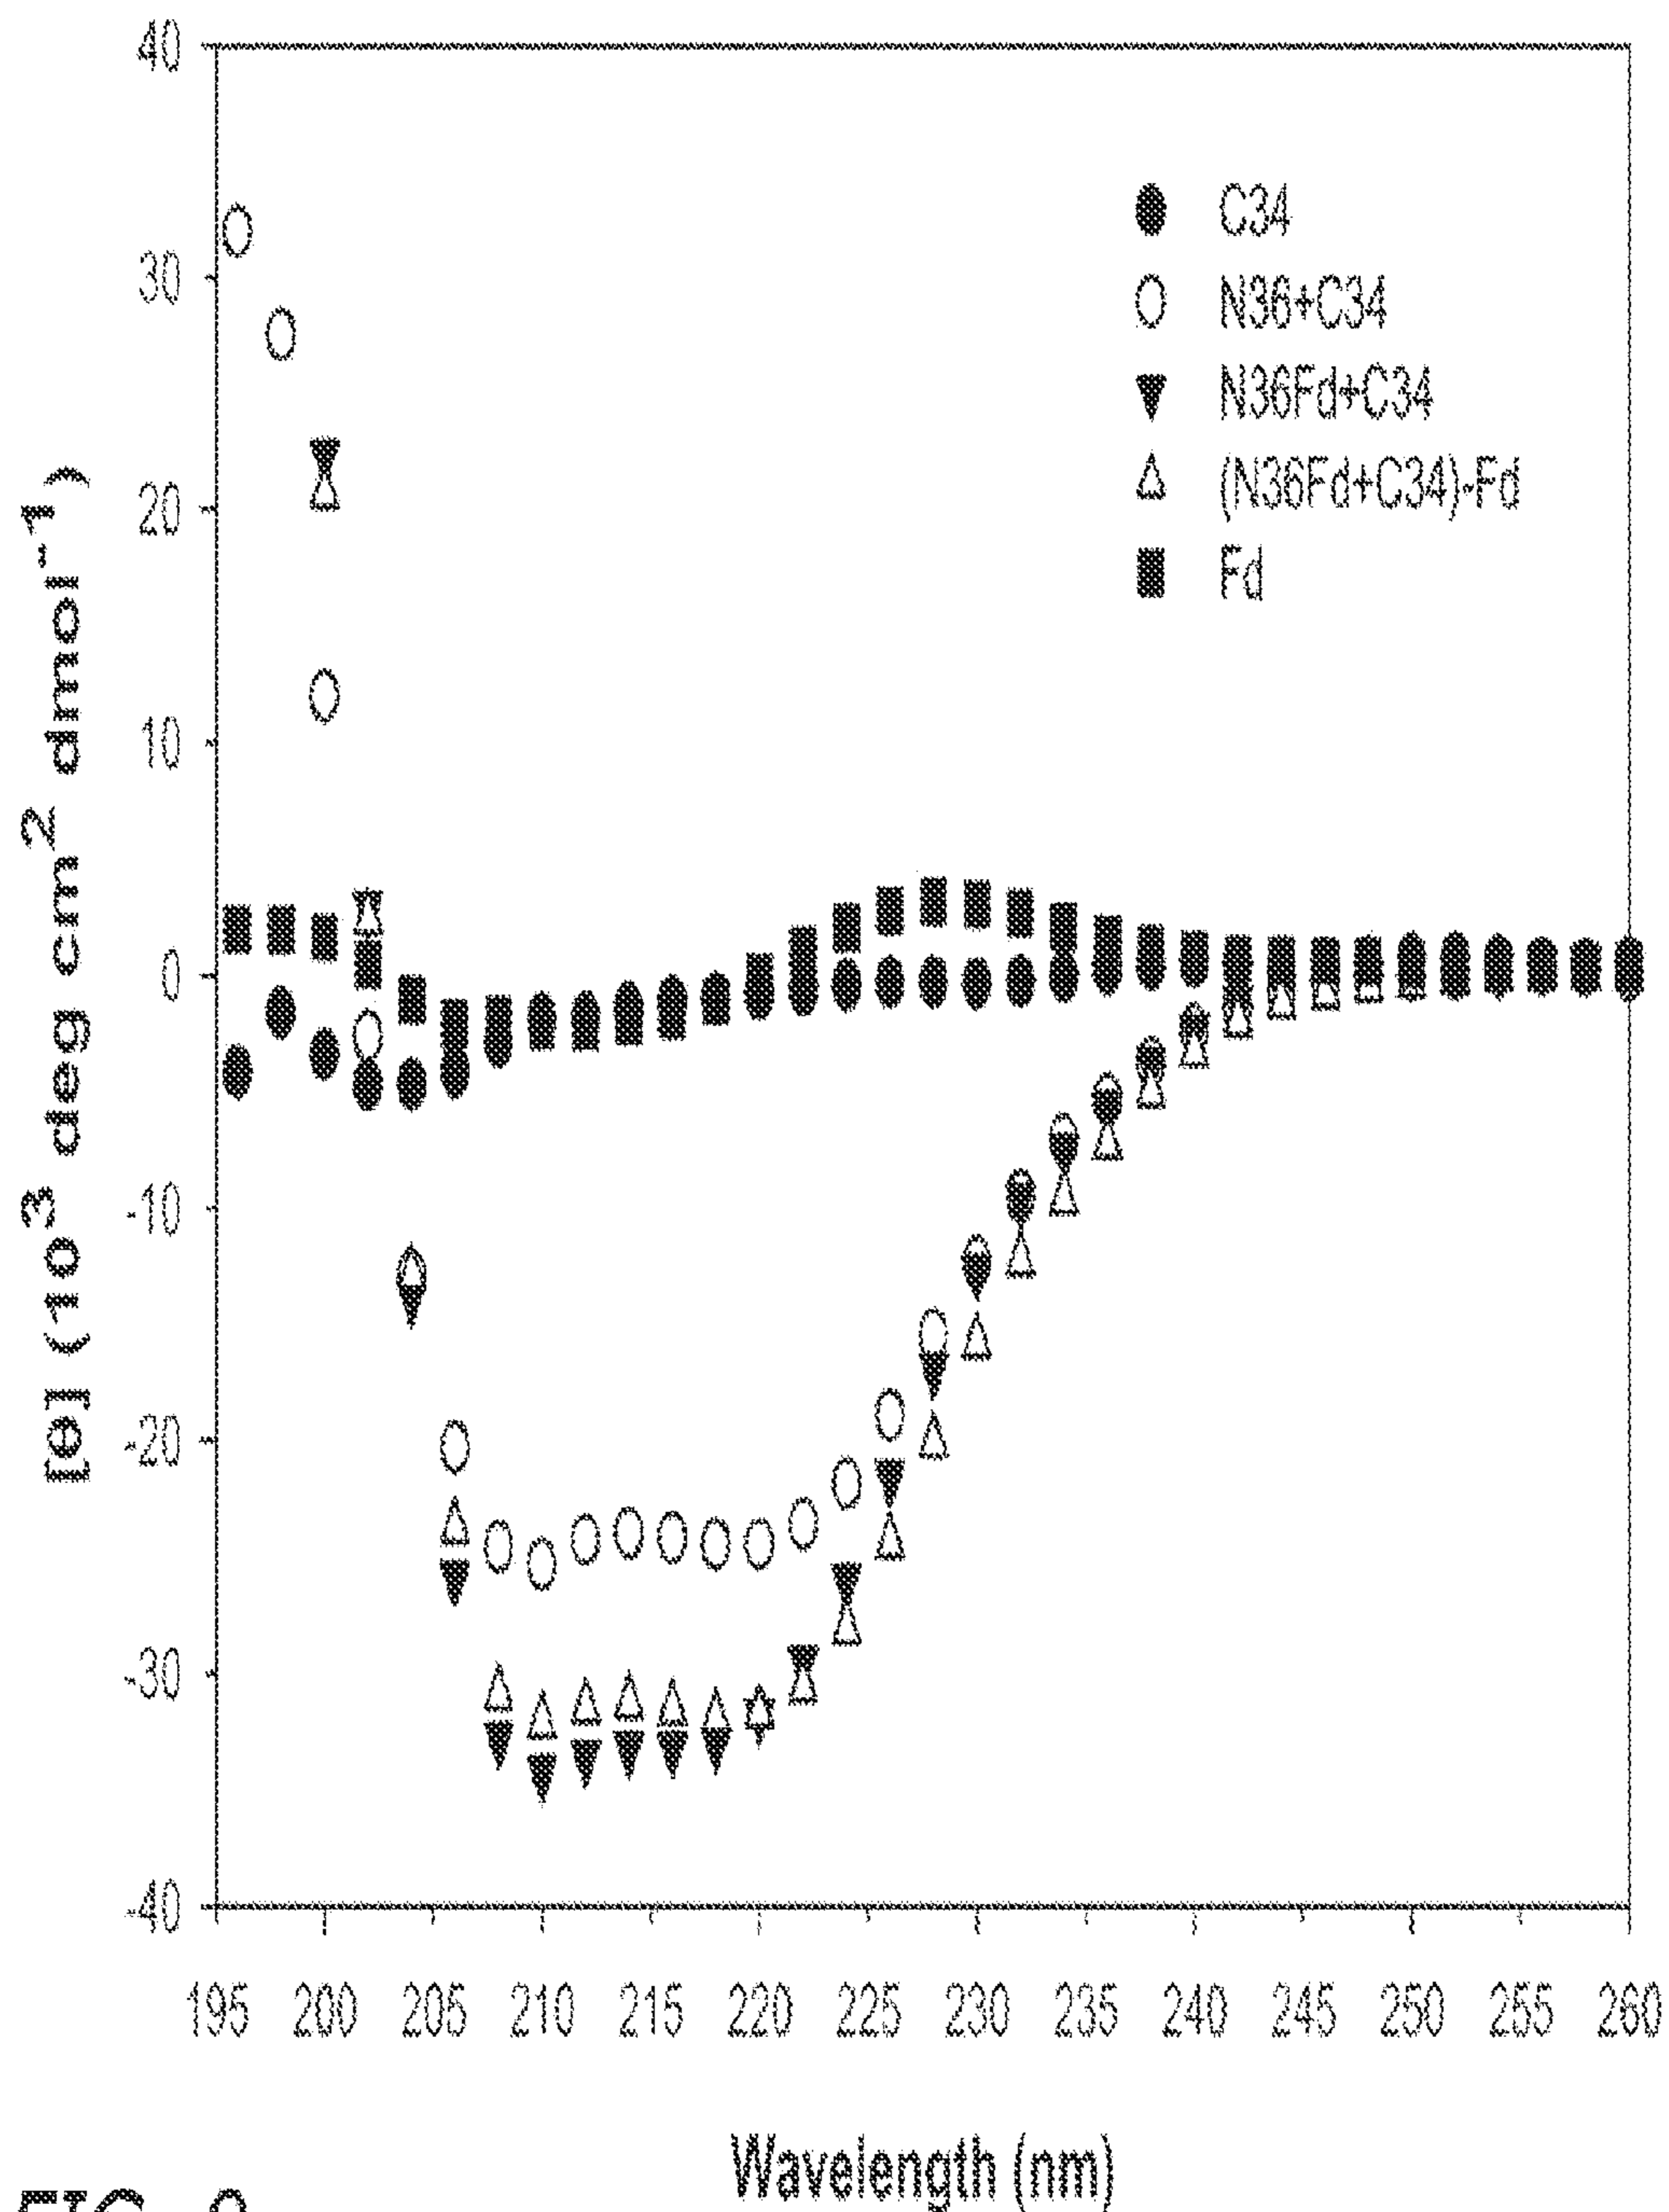 40
30
20
10
0
-10
-20
-30
-40
[θ] (10³ deg cm² dmol⁻¹)
C34
N36+C34
N36Fd+C34
(N36Fd+C34)-Fd
Fd
195 200 205 210 215 220 225 230 235 240 245 250 255 260
Wavelength (nm)